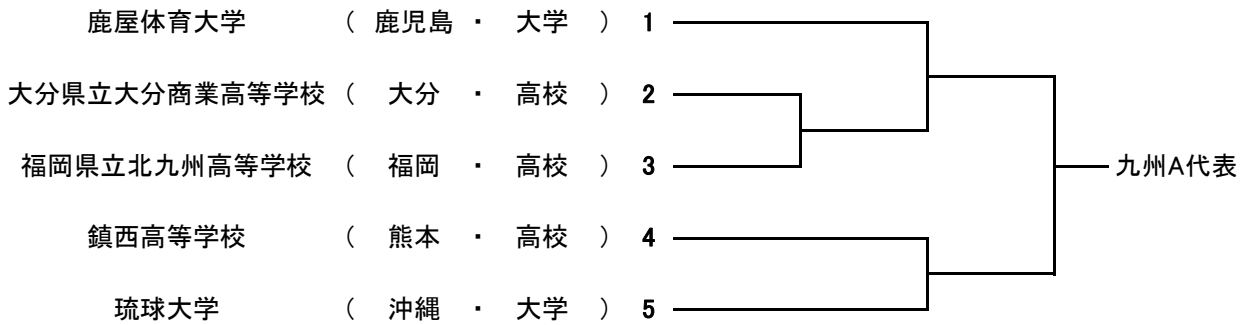 鹿屋体育大学 ( 鹿児島 ・ 大学 ) 1
大分県立大分商業高等学校 ( 大分 ・ 高校 ) 2
福岡県立北九州高等学校 ( 福岡 ・ 高校 ) 3
九州A代表
鎮西高等学校 ( 熊本 ・ 高校 ) 4
琉球大学 ( 沖縄 ・ 大学 ) 5